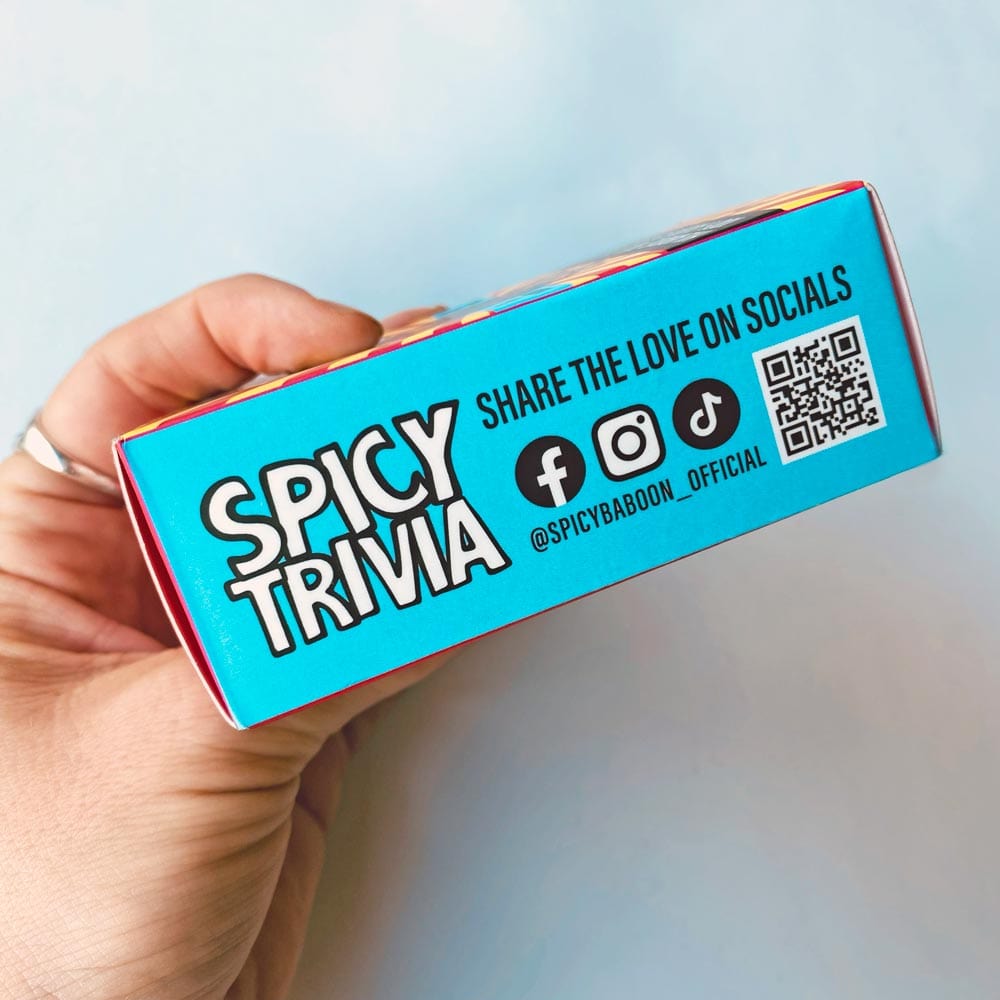 SPICY
TRIVIA
SHARE THE LOVE ON SOCIALS
@SPICYBABOON_OFFICIAL